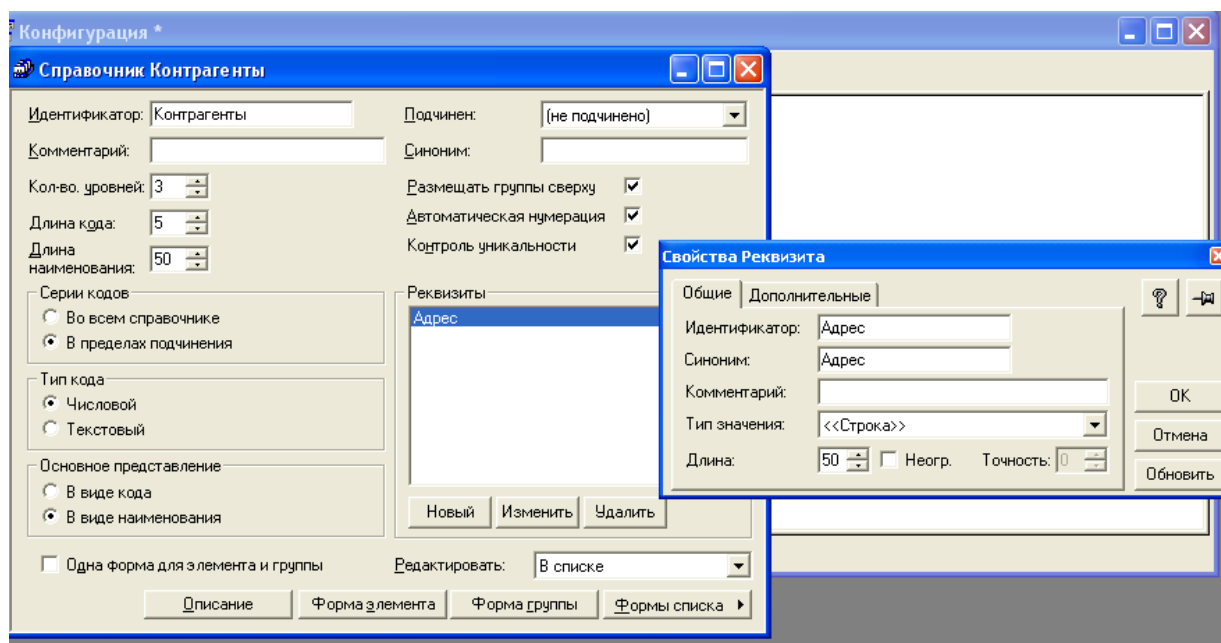 Конфигурация *
Справочник Контрагенты
Идентификатор: Контрагенты
Подчинен: (не подчинено)
Комментарий:
Синоним:
Кол-во. уровней: 3
Размещать группы сверху
Длина кода: 5
Автоматическая нумерация
Длина наименования: 50
Контроль уникальности
Серии кодов
Во всем справочнике
В пределах подчинения
Тип кода
Числовой
Текстовый
Основное представление
В виде кода
В виде наименования
Реквизиты
Адрес
Новый Изменить Удалить
Одна форма для элемента и группы
Редактировать: В списке
Описание Форма элемента Форма группы Формы списка
Свойства Реквизита
Общие Дополнительные
Идентификатор: Адрес
Синоним: Адрес
Комментарий:
Тип значения: <<Строка>>
Длина: 50 Неогр. Точность: 0
OK
Отмена
Обновить